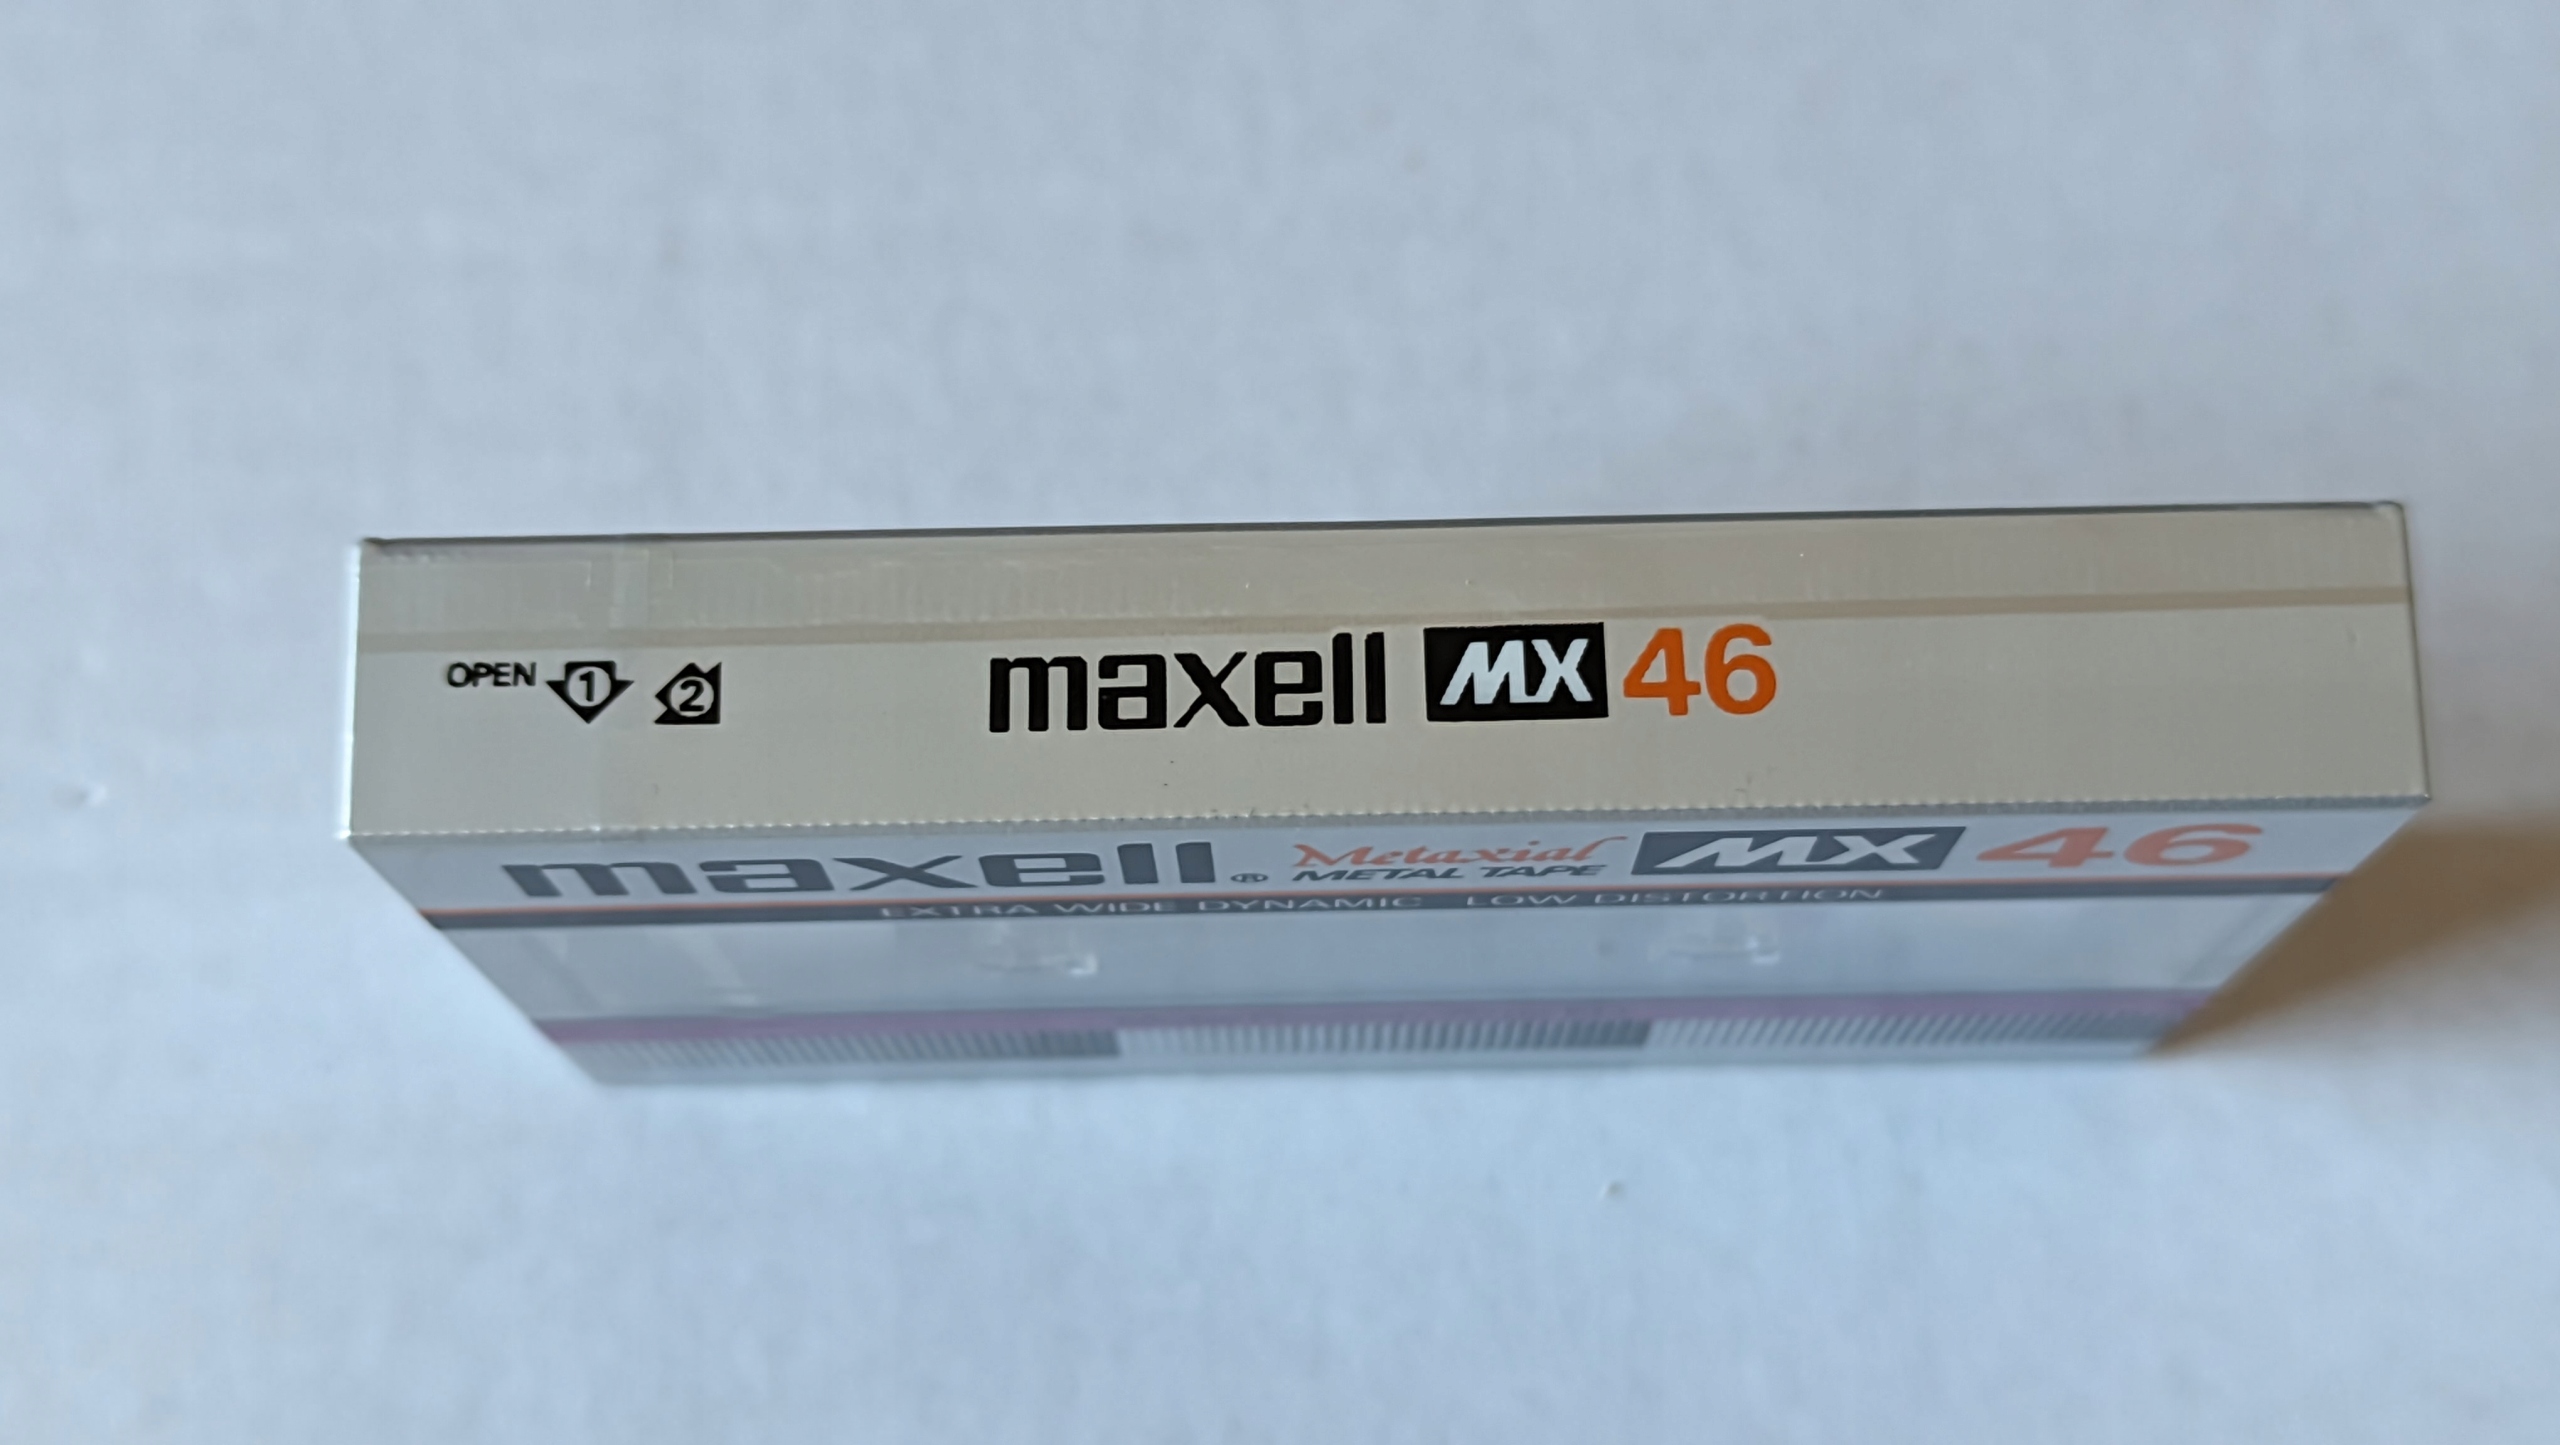 OPEN 1 2 maxell MX 46
maxell® Metaxial METAL TAPE MX 46
EXTRA WIDE DYNAMIC LOW DISTORTION